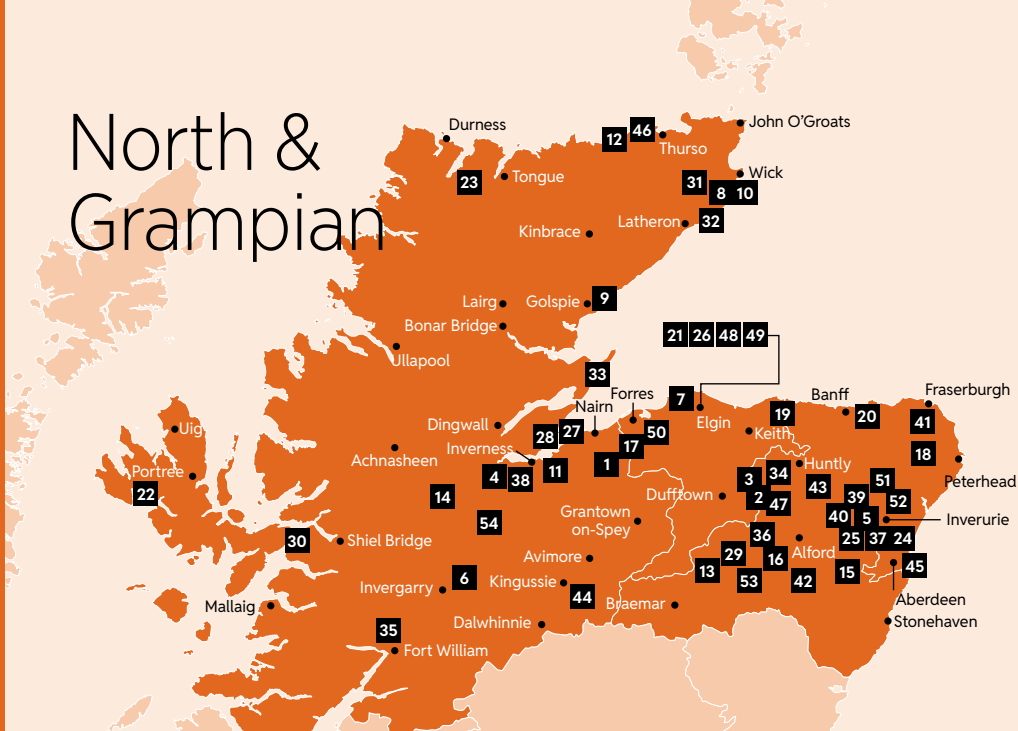 North &
Grampian
Durness
12
46
Thurso
John O'Groats
23
Tongue
31
Wick
8
10
Latheron
32
Kinbrace
Lairg
Golspie
9
Bonar Bridge
21
26
48
49
Ullapool
33
Forres
7
Nairn
Elgin
Banff
Fraserburgh
19
20
41
Dingwall
28
27
50
17
Keith
Uig
Inverness
Achnasheen
18
Portree
22
4
38
11
1
3
34
Huntly
51
Peterhead
14
Dufftown
2
47
43
39
52
54
Grantown
on-Spey
40
5
Inverurie
30
Shiel Bridge
36
Alford
25
37
24
Avimore
29
16
13
53
42
15
45
Invergarry
6
Kingussie
44
Mallaig
Braemar
Aberdeen
35
Dalwhinnie
Stonehaven
Fort William